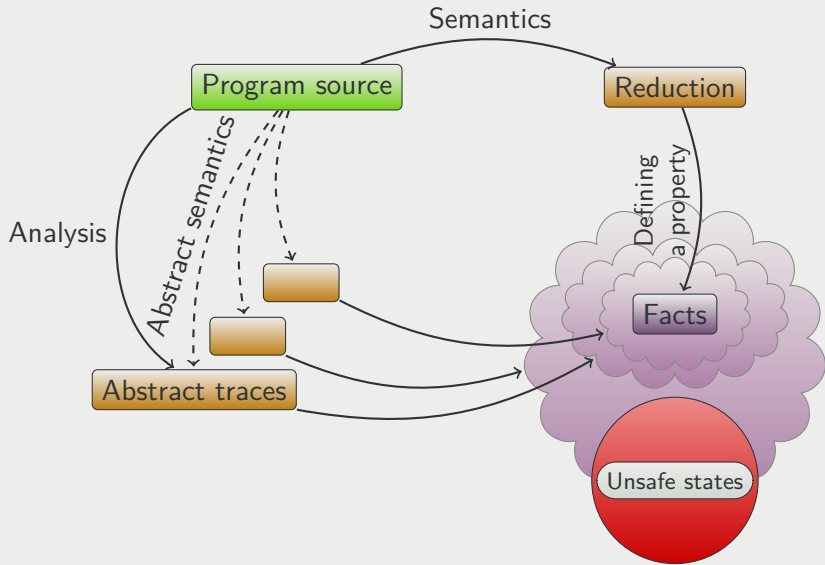 Semantics
Program source
Reduction
Abstract semantics
Defining
a property
Analysis
Facts
Abstract traces
Unsafe states